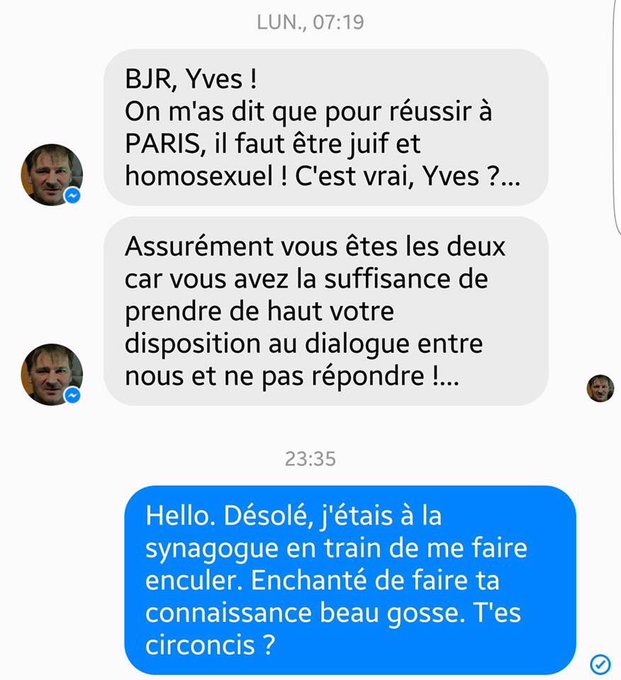 LUN., 07:19
BJR, Yves !
On m'as dit que pour réussir à
PARIS, il faut être juif et
homosexuel ! C'est vrai, Yves ?...
Assurément vous êtes les deux
car vous avez la suffisance de
prendre de haut votre
disposition au dialogue entre
nous et ne pas répondre !...
23:35
Hello. Désolé, j'étais à la
synagogue en train de me faire
enculer. Enchanté de faire ta
connaissance beau gosse. T'es
circoncis ?